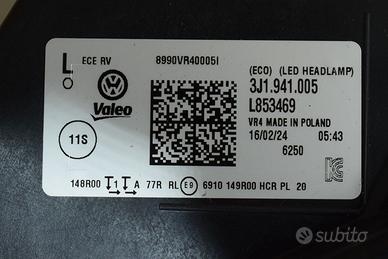 L ECE RV 8990VR40005I
(ECO) (LED HEADLAMP)
Valeo
3J1.941.005
L853469
VR4 MADE IN POLAND
11S
16/02/24 05:43
6250
148R00 1 A 77R RL E9 6910 149R00 HCR PL 20
subito